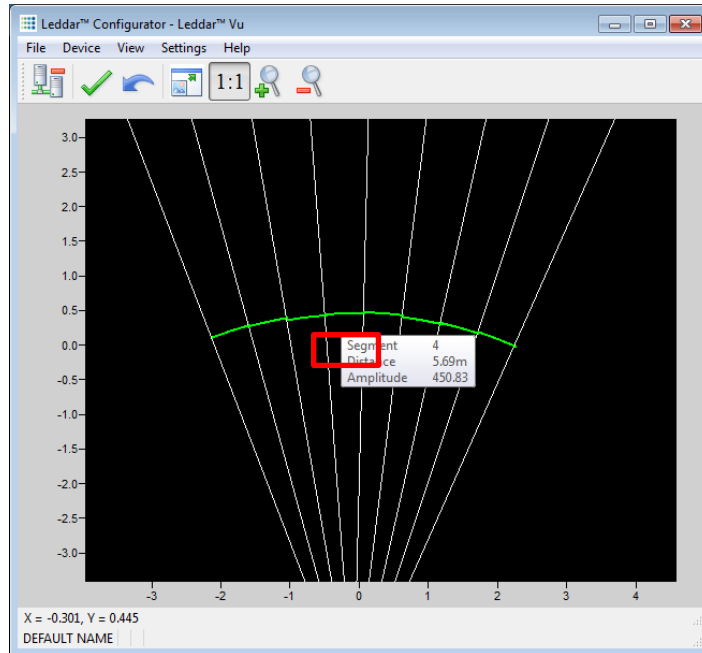 Leddar™ Configurator - Leddar™ Vu
File Device View Settings Help
1:1
3.0
2.5
2.0
1.5
1.0
0.5
0.0
-0.5
-1.0
-1.5
-2.0
-2.5
-3.0
Segment 4
Distance 5.69m
Amplitude 450.83
-3 -2 -1 0 1 2 3 4
X = -0.301, Y = 0.445
DEFAULT NAME